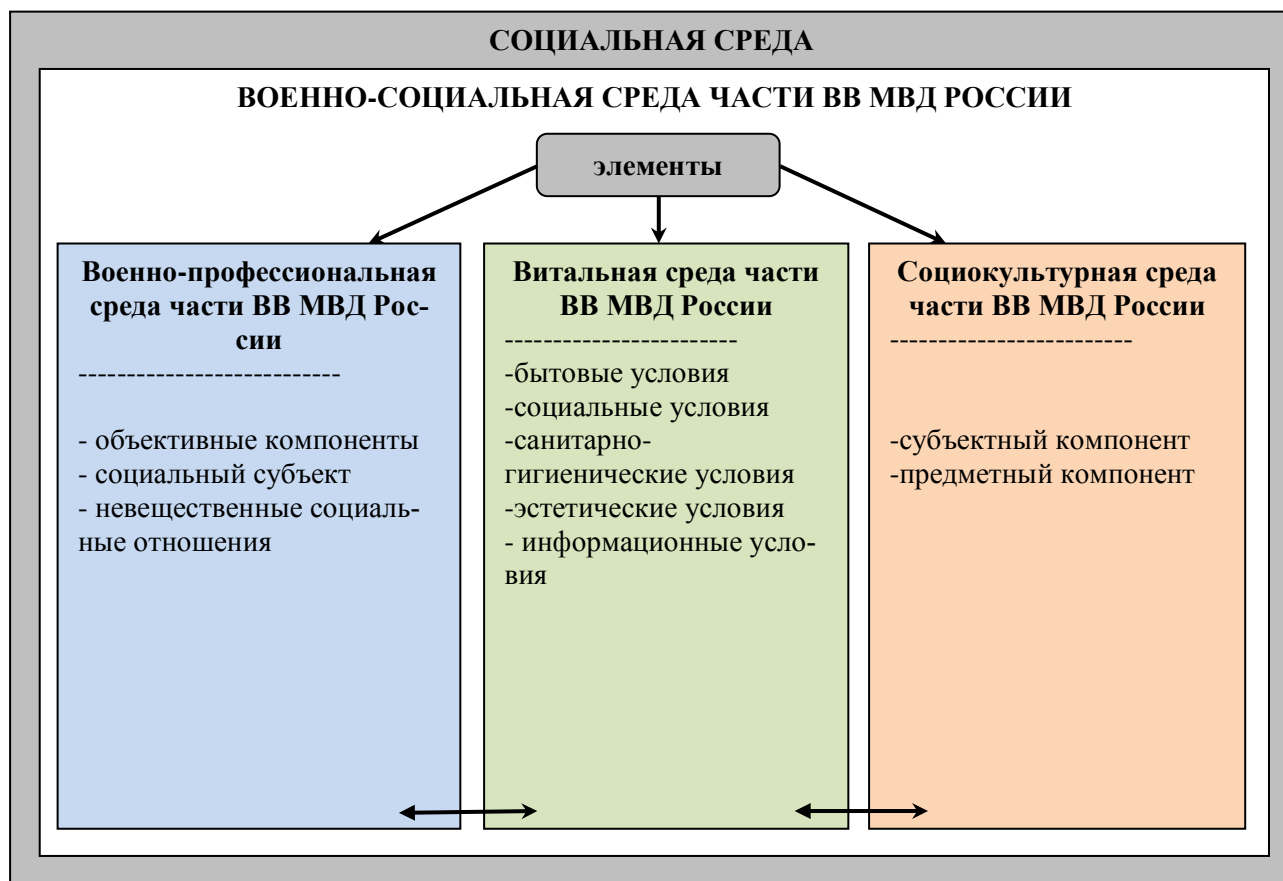 СОЦИАЛЬНАЯ СРЕДА
ВОЕННО-СОЦИАЛЬНАЯ СРЕДА ЧАСТИ ВВ МВД РОССИИ
элементы
Военно-профессиональная
среда части ВВ МВД Рос-
сии
---------------------------
- объективные компоненты
- социальный субъект
- невещественные социаль-
ные отношения
Витальная среда части
ВВ МВД России
------------------------
-бытовые условия
-социальные условия
-санитарно-
гигиенические условия
-эстетические условия
- информационные усло-
вия
Социокультурная среда
части ВВ МВД России
-------------------------
-субъектный компонент
-предметный компонент